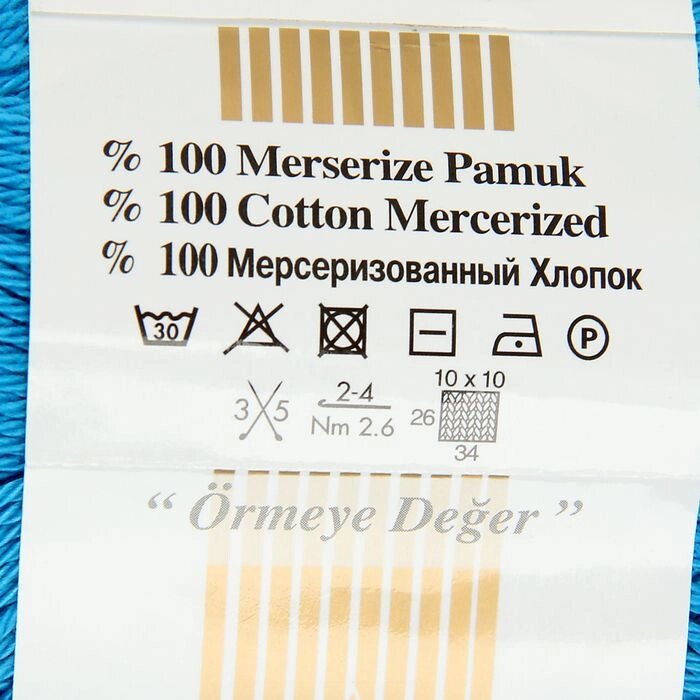 % 100 Merserize Pamuk
% 100 Cotton Mercerized
% 100 Мерсеризованный Хлопок
30 P
10 x 10
3 5 2-4 26
Nm 2.6
34
“ Örmeye Değer ”